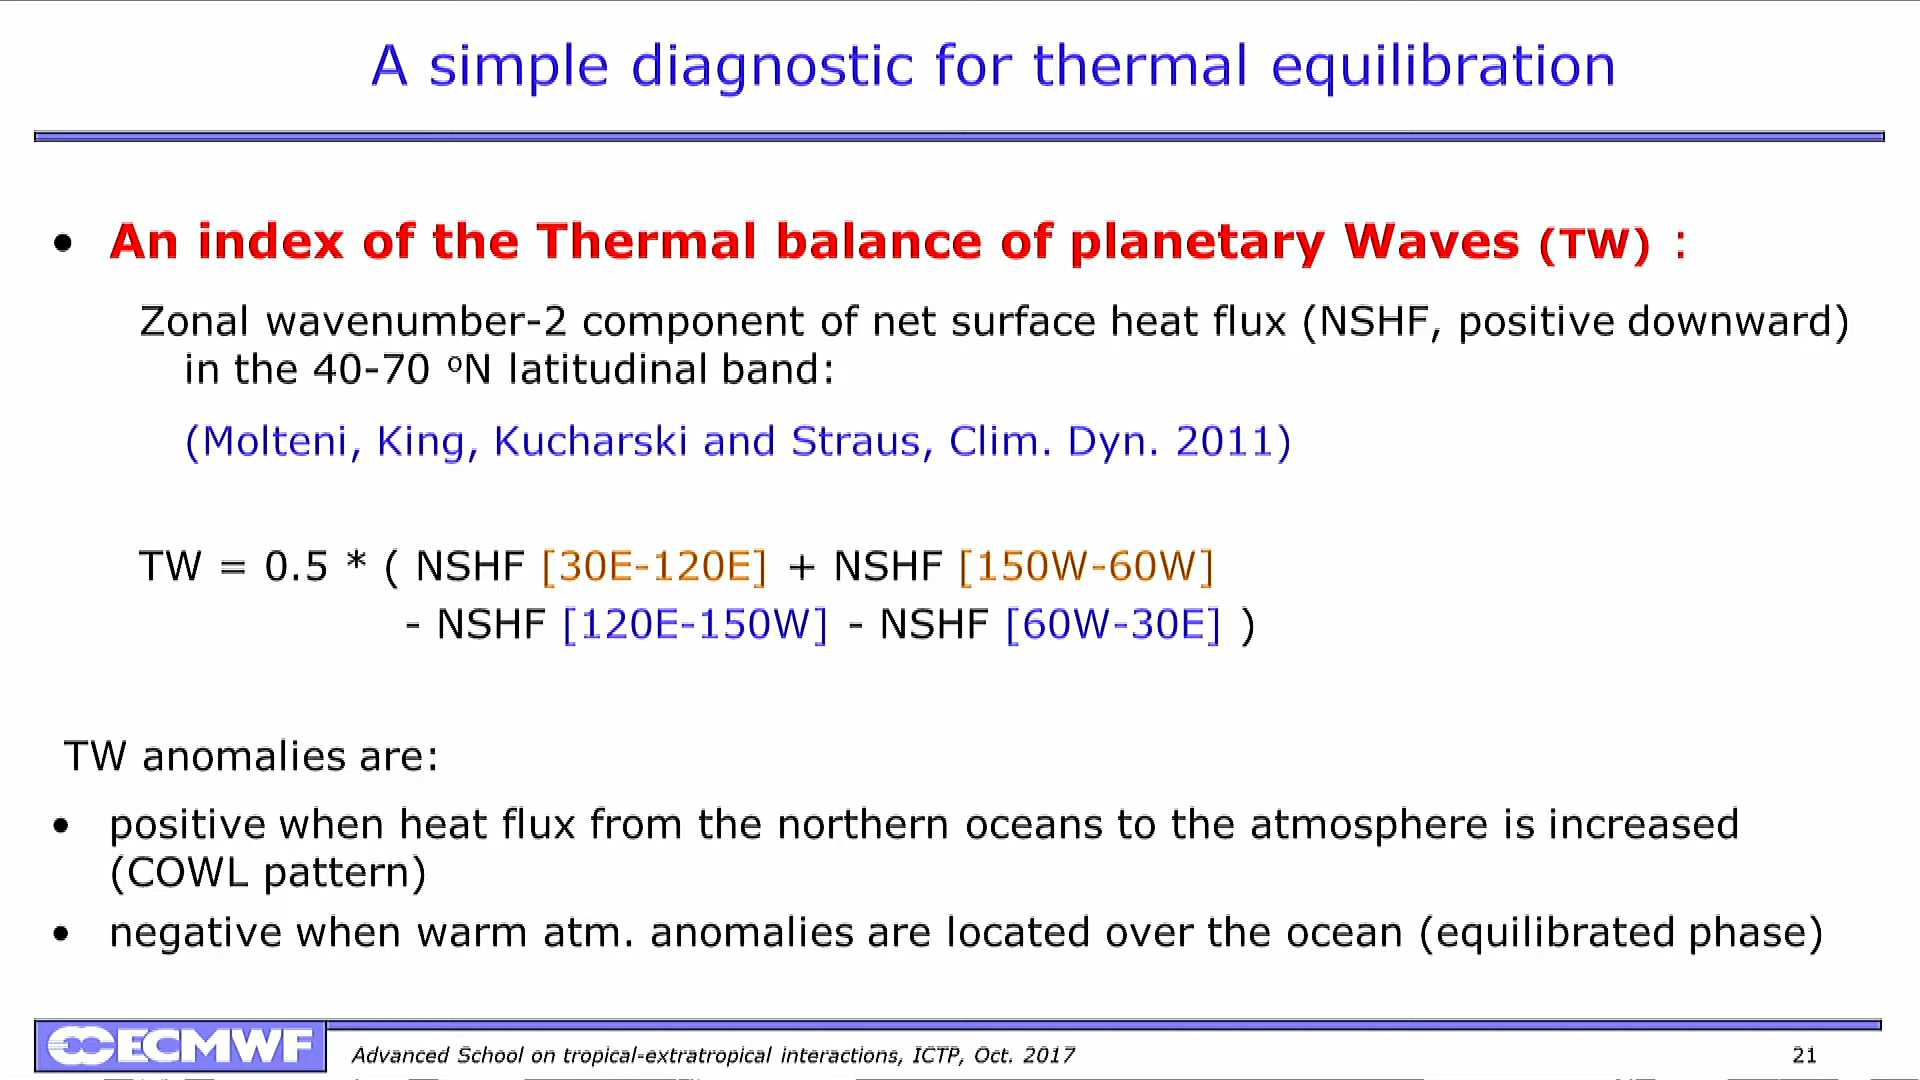 A simple diagnostic for thermal equilibration
• An index of the Thermal balance of planetary Waves (TW) :
Zonal wavenumber-2 component of net surface heat flux (NSHF, positive downward)
in the 40-70 ºN latitudinal band:
(Molteni, King, Kucharski and Straus, Clim. Dyn. 2011)
TW = 0.5 * ( NSHF [30E-120E] + NSHF [150W-60W]
- NSHF [120E-150W] - NSHF [60W-30E] )
TW anomalies are:
• positive when heat flux from the northern oceans to the atmosphere is increased
(COWL pattern)
• negative when warm atm. anomalies are located over the ocean (equilibrated phase)
ECMWF
Advanced School on tropical-extratropical interactions, ICTP, Oct. 2017
21